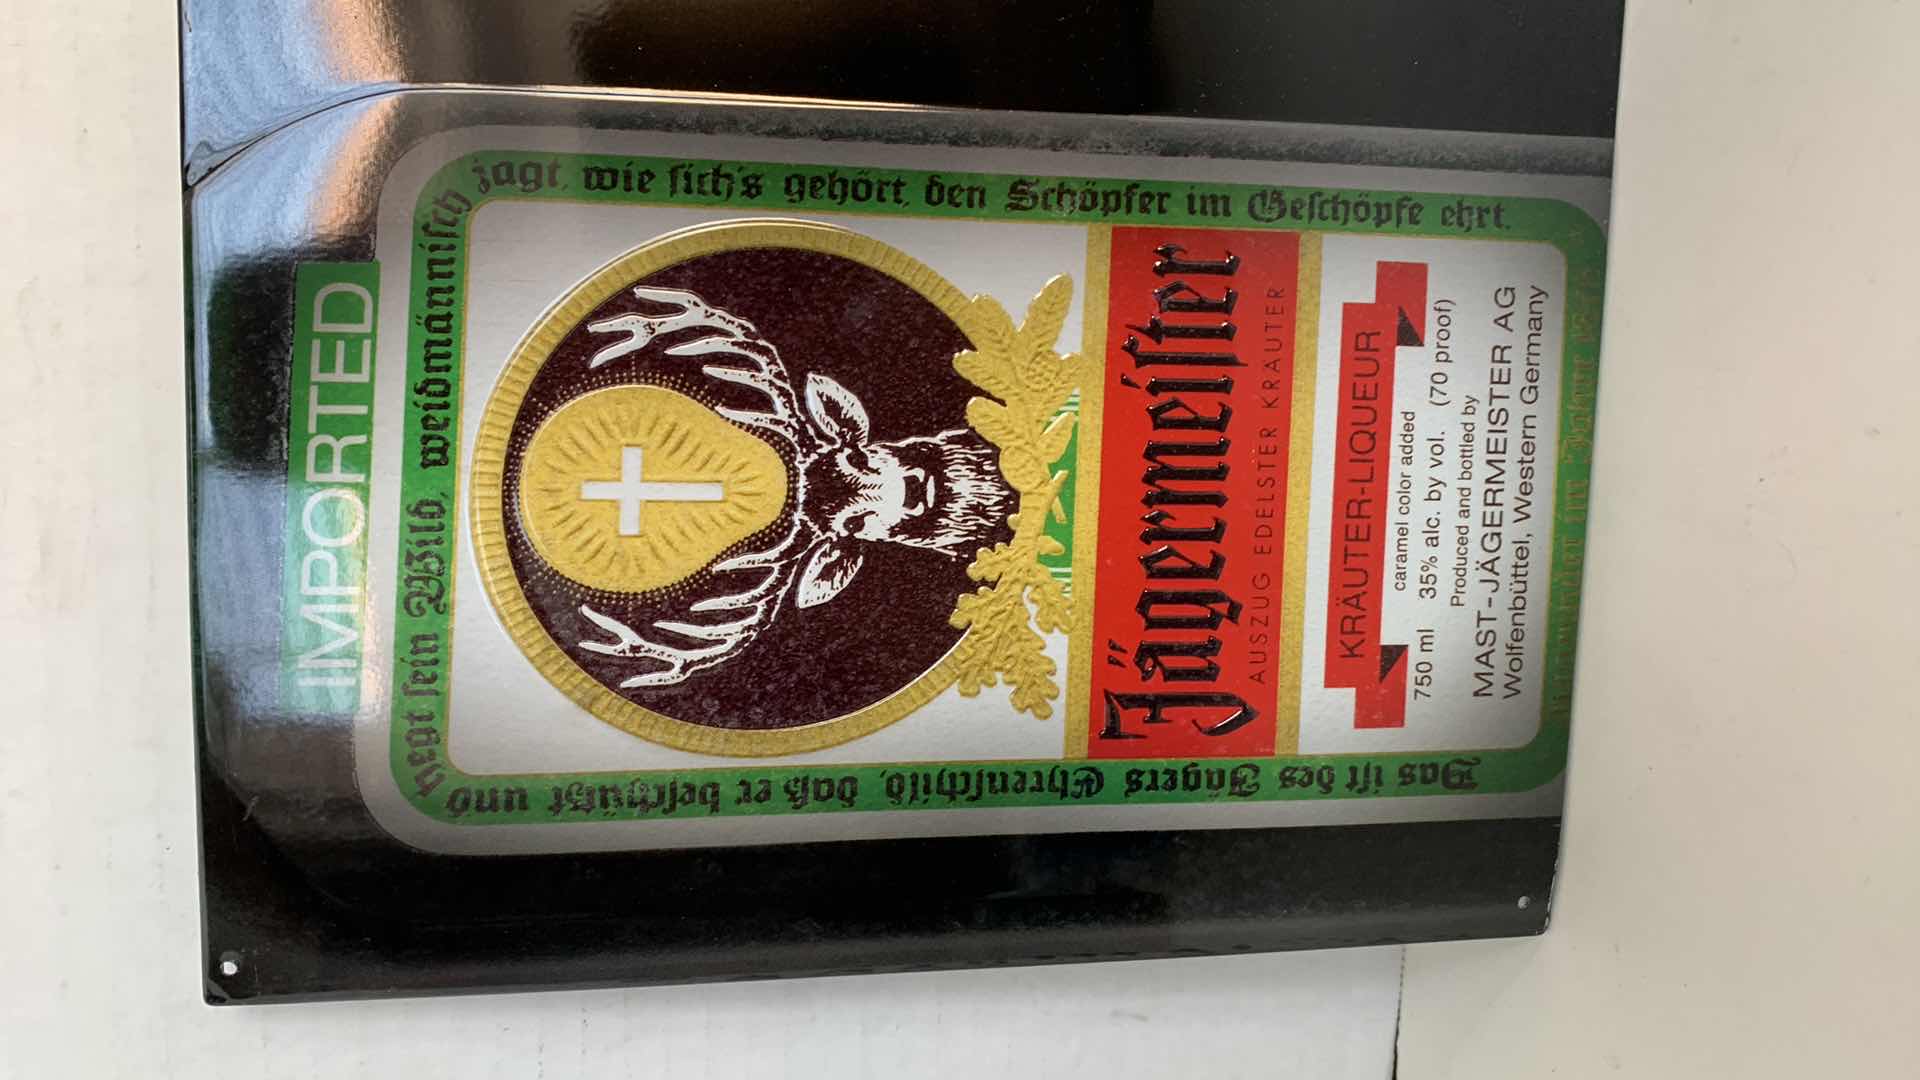 IMPORTED
Das ist des Jägers Ehrenschild, daß er beschützt und
hegt sein Wild, weidmännisch
jagt, wie sich's gehört, den Schöpfer im Geschöpfe ehrt.
Jägermeister
AUSZUG EDELSTER KRÄUTER
KRÄUTER-LIQUEUR
caramel color added
750 ml 35% alc. by vol. (70 proof)
Produced and bottled by
MAST-JÄGERMEISTER AG
Wolfenbüttel, Western Germany
im Jahre